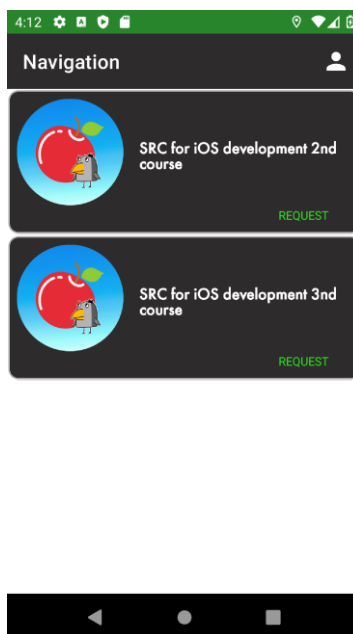 4:12
Navigation
SRC for iOS development 2nd
course
REQUEST
SRC for iOS development 3nd
course
REQUEST